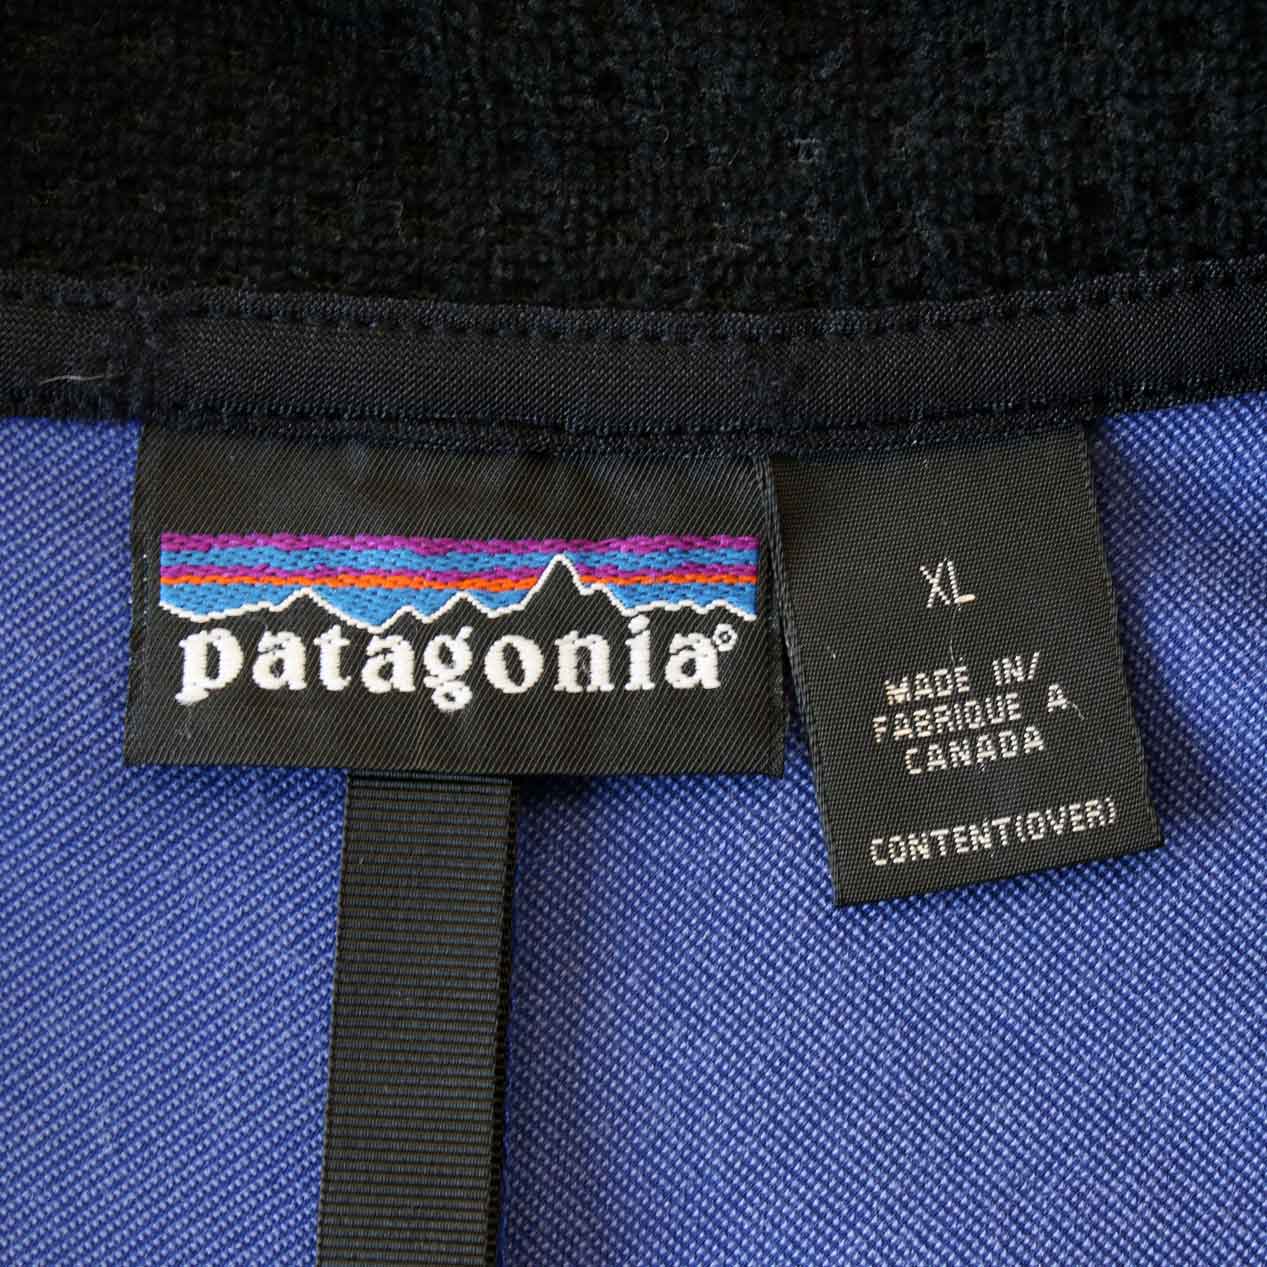 patagonia®
XL
MADE IN/
FABRIQUE A
CANADA
CONTENT(OVER)